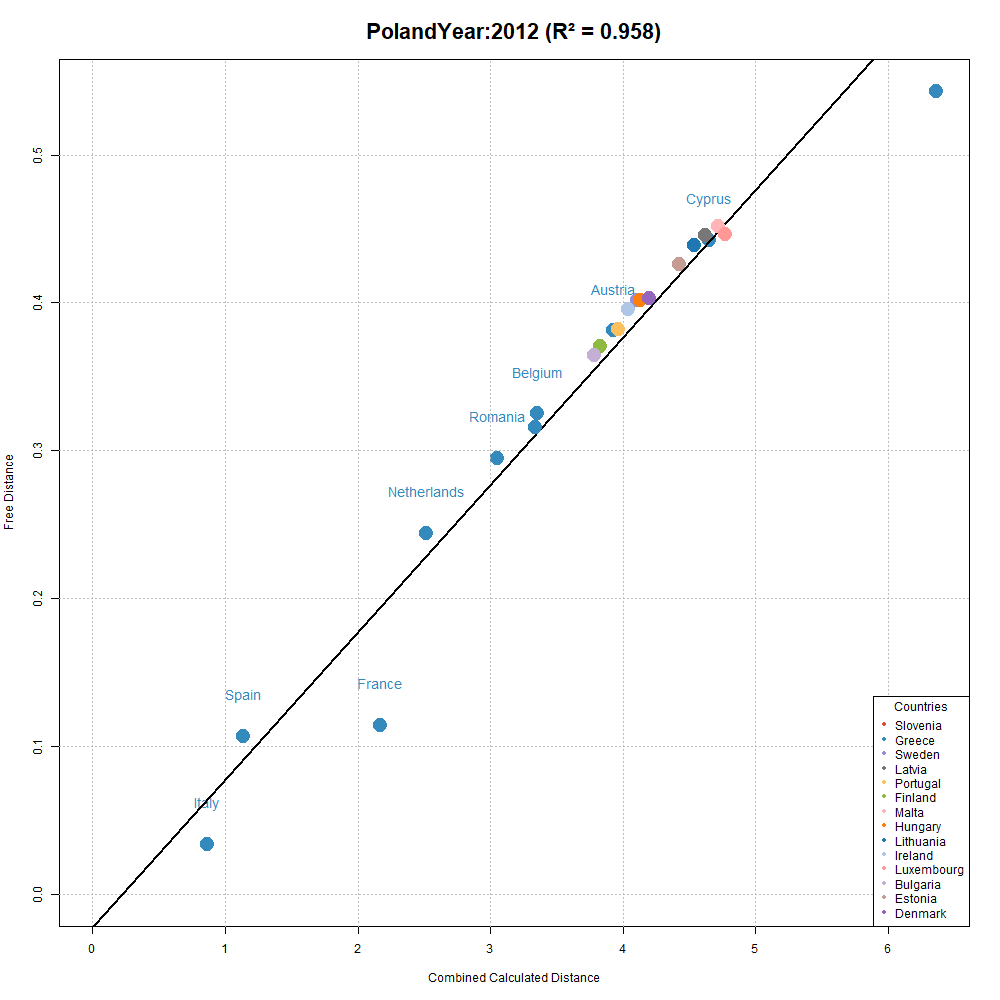 PolandYear:2012 (R² = 0.958)
Free Distance
0.5
0.4
0.3
0.2
0.1
0.0
Cyprus
Austria
Belgium
Romania
Netherlands
France
Spain
Italy
Countries
Slovenia
Greece
Sweden
Latvia
Portugal
Finland
Malta
Hungary
Lithuania
Ireland
Luxembourg
Bulgaria
Estonia
Denmark
0 1 2 3 4 5 6
Combined Calculated Distance